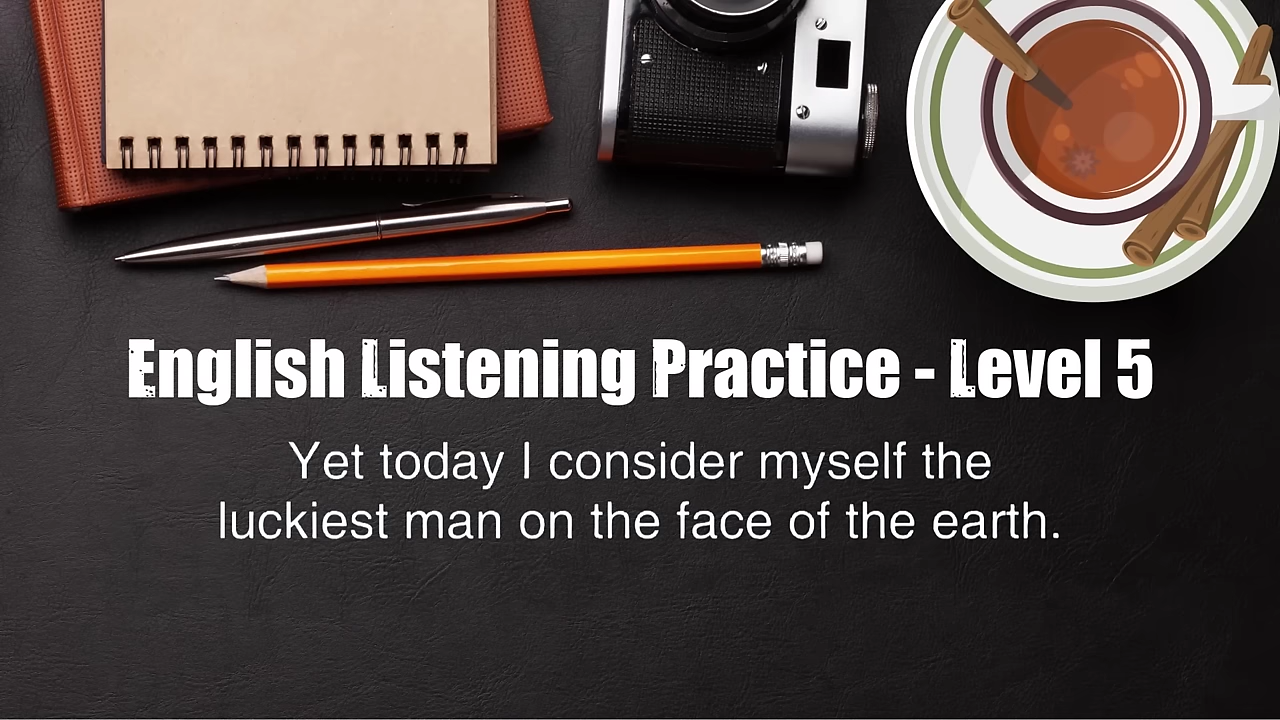 English Listening Practice - Level 5
Yet today I consider myself the
luckiest man on the face of the earth.